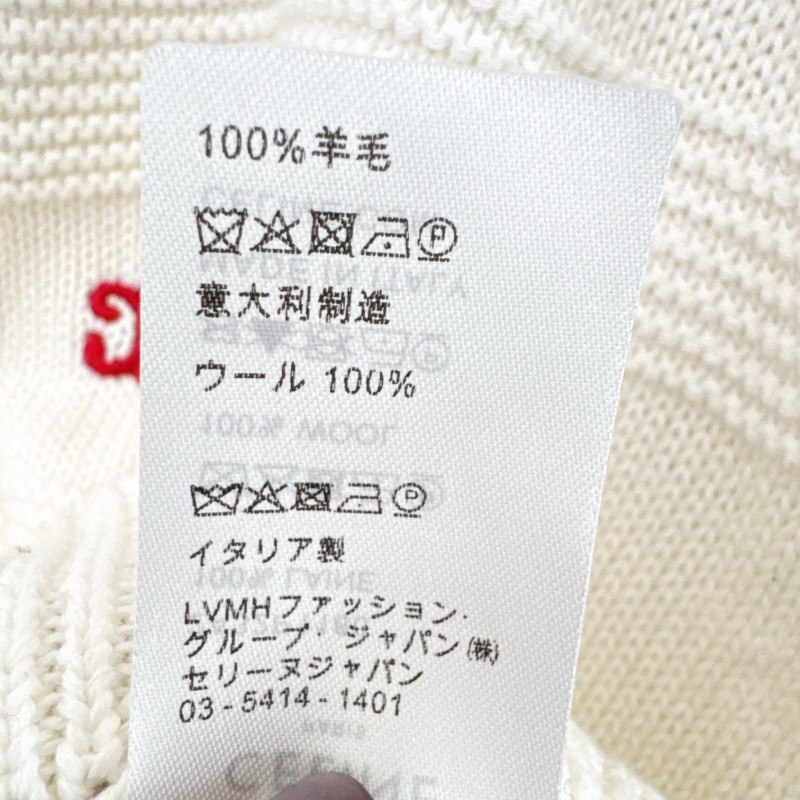 100%羊毛
P
意大利制造
ウール 100%
P
イタリア製
LVMHファッション・
グループ・ジャパン(株)
セリーヌジャパン
03-5414-1401